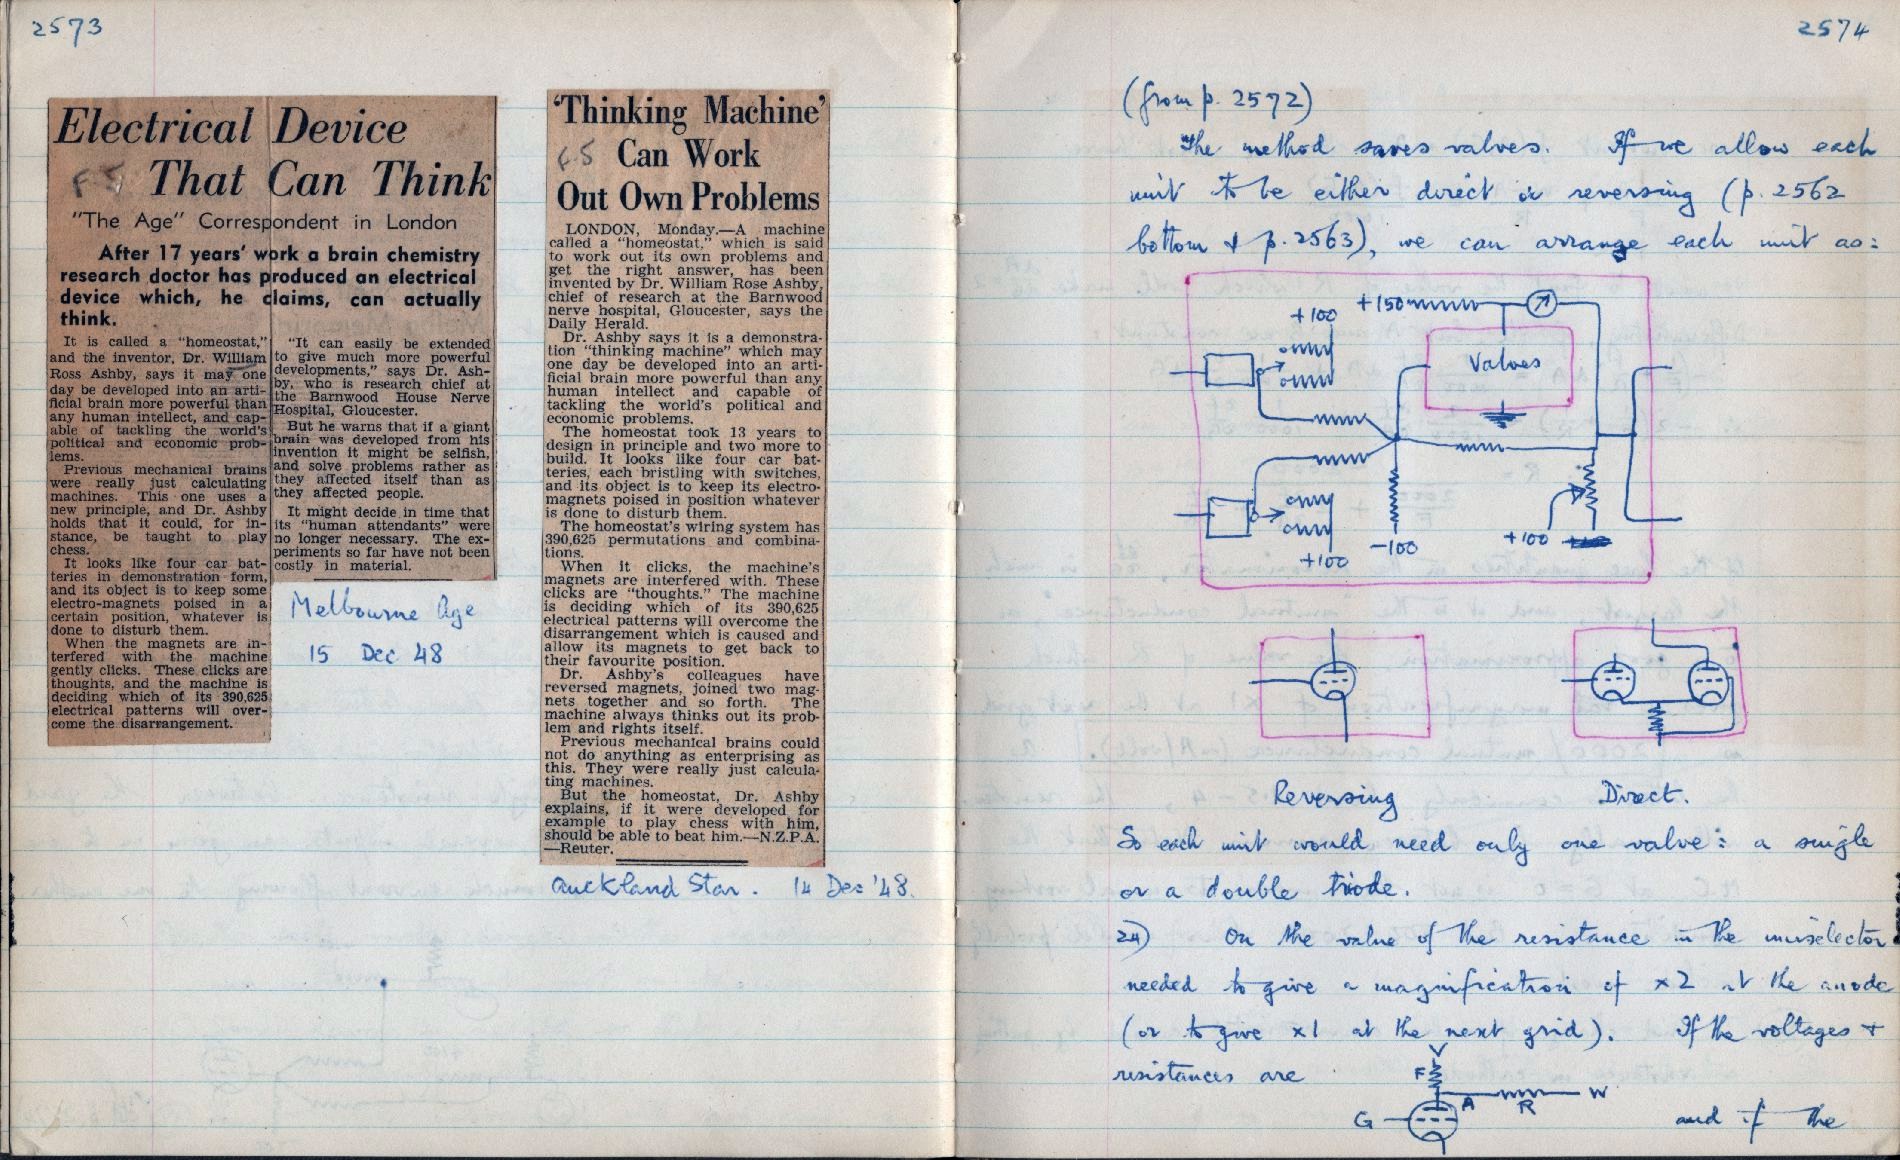 2573
Electrical Device
That Can Think
F.5
"The Age" Correspondent in London
After 17 years' work a brain chemistry
research doctor has produced an electrical
device which, he claims, can actually
think.
It is called a "homeostat,"
and the inventor, Dr. William
Ross Ashby, says it may one
day be developed into an arti-
ficial brain more powerful than
any human intellect, and cap-
able of tackling the world's
political and economic prob-
lems.
Previous mechanical brains
were really just calculating
machines. This one uses a
new principle, and Dr. Ashby
holds that it could, for in-
stance, be taught to play
chess.
It looks like four car bat-
teries in demonstration form,
and its object is to keep some
electro-magnets poised in a
certain position, whatever is
done to disturb them.
When the magnets are in-
terfered with the machine
gently clicks. These clicks are
thoughts, and the machine is
deciding which of its 390,625
electrical patterns will over-
come the disarrangement.
"It can easily be extended
to give much more powerful
developments," says Dr. Ash-
by, who is research chief at
the Barnwood House Nerve
Hospital, Gloucester.
But he warns that if a giant
brain was developed from his
invention it might be selfish,
and solve problems rather as
they affected itself than as
they affected people.
It might decide in time that
its "human attendants" were
no longer necessary. The ex-
periments so far have not been
costly in material.
Melbourne Age
15 Dec 48
'Thinking Machine'
F.5
Can Work
Out Own Problems
LONDON, Monday.—A machine
called a "homeostat," which is said
to work out its own problems and
get the right answer, has been
invented by Dr. William Rose Ashby,
chief of research at the Barnwood
nerve hospital, Gloucester, says the
Daily Herald.
Dr. Ashby says it is a demonstra-
tion "thinking machine" which may
one day be developed into an arti-
ficial brain more powerful than any
human intellect and capable of
tackling the world's political and
economic problems.
The homeostat took 13 years to
design in principle and two more to
build. It looks like four car bat-
teries, each bristling with switches,
and its object is to keep its electro-
magnets poised in position whatever
is done to disturb them.
The homeostat's wiring system has
390,625 permutations and combina-
tions.
When it clicks, the machine's
magnets are interfered with. These
clicks are "thoughts." The machine
is deciding which of its 390,625
electrical patterns will overcome the
disarrangement which is caused and
allow its magnets to get back to
their favourite position.
Dr. Ashby's colleagues have
reversed magnets, joined two mag-
nets together and so forth. The
machine always thinks out its prob-
lem and rights itself.
Previous mechanical brains could
not do anything as enterprising as
this. They were really just calcula-
ting machines.
But the homeostat, Dr. Ashby
explains, if it were developed for
example to play chess with him,
should be able to beat him.—N.Z.P.A.
—Reuter.
Auckland Star. 14 Dec '48.
2574
(from p. 2572)
The method saves valves. If we allow each
unit to be either direct or reversing (p. 2562
bottom & p. 2563), we can arrange each unit as:
+150
+100
Valves
-100
+100
+100
Reversing
Direct.
So each unit would need only one valve: a single
or a double triode.
24) On the value of the resistance in the uniselector
needed to give a magnification of x2 at the anode
(or to give x1 at the next grid). If the voltages &
resistances are
V
F
A
R
W
G
and if the